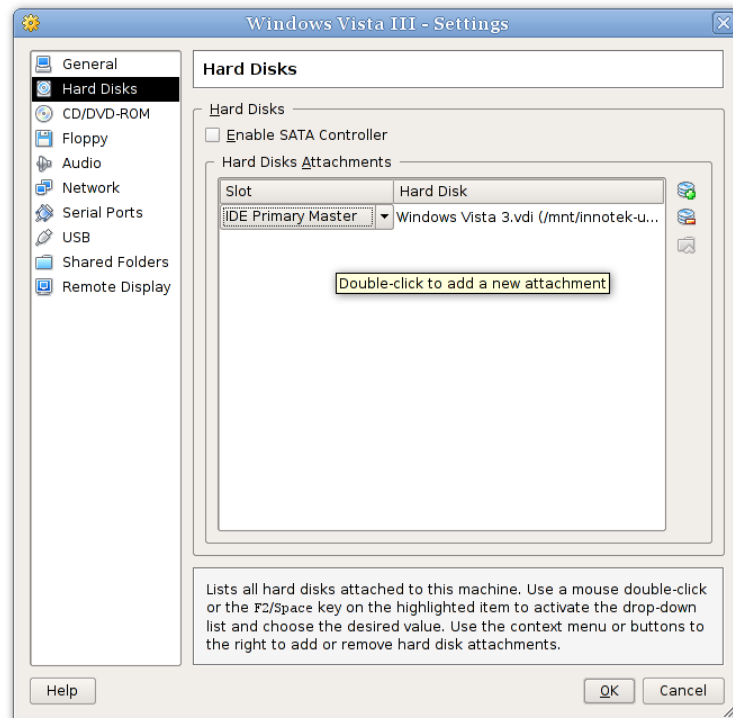 Windows Vista III - Settings
General
Hard Disks
CD/DVD-ROM
Floppy
Audio
Network
Serial Ports
USB
Shared Folders
Remote Display
Hard Disks
Hard Disks
Enable SATA Controller
Hard Disks Attachments
Slot Hard Disk
IDE Primary Master Windows Vista 3.vdi (/mnt/innotek-u...
Double-click to add a new attachment
Lists all hard disks attached to this machine. Use a mouse double-click
or the F2/Space key on the highlighted item to activate the drop-down
list and choose the desired value. Use the context menu or buttons to
the right to add or remove hard disk attachments.
Help OK Cancel